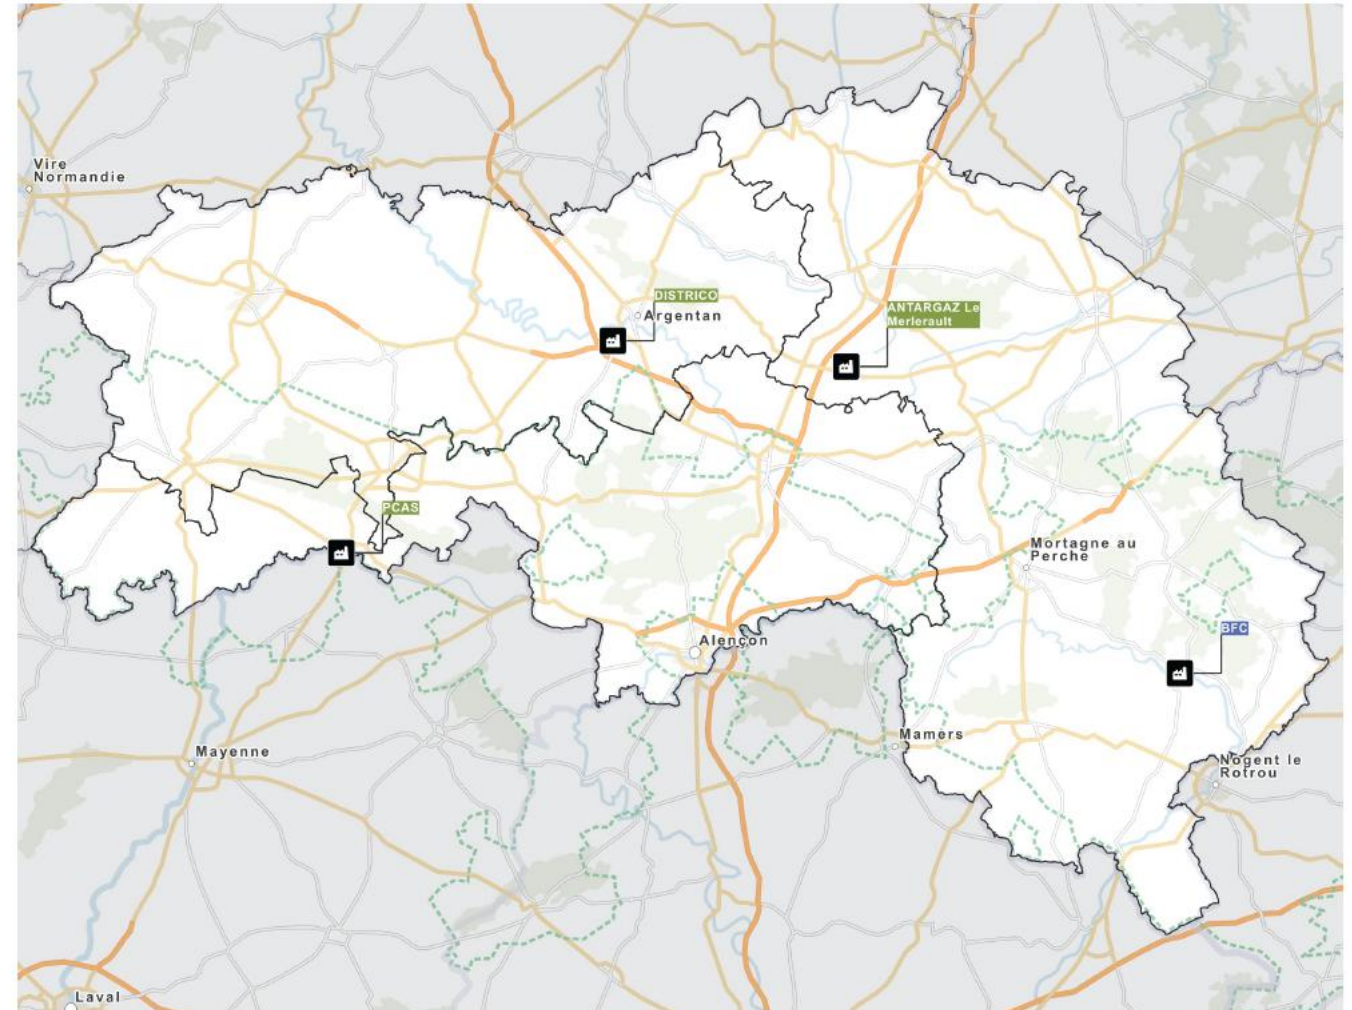 Vire
Normandie
DISTRICO
Argentan
ANTARGAZ Le
Merlerault
PCAS
Mortagne au
Perche
BFC
Alençon
Mamers
Mayenne
Nogent le
Rotrou
Laval